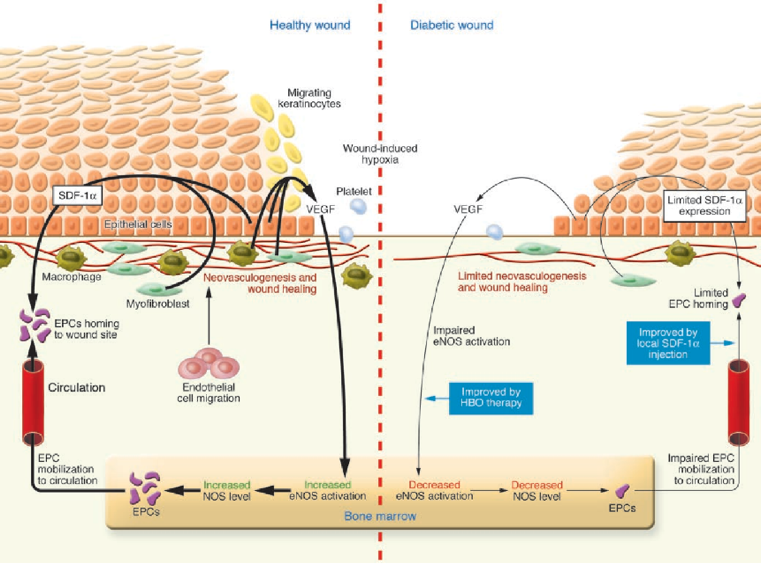 Healthy wound
Diabetic wound
Migrating
keratinocytes
Wound-induced
hypoxia
Platelet
VEGF
SDF-1α
Epithelial cells
Macrophage
Myofibroblast
Neovasculogenesis and
wound healing
EPCs homing
to wound site
Circulation
Endothelial
cell migration
EPC
mobilization
to circulation
EPCs
Increased
NOS level
Increased
eNOS activation
Bone marrow
VEGF
Limited SDF-1α
expression
Limited neovasculogenesis
and wound healing
Limited
EPC homing
Impaired
eNOS activation
Improved by
local SDF-1α
injection
Improved by
HBO therapy
Decreased
eNOS activation
Decreased
NOS level
EPCs
Impaired EPC
mobilization
to circulation